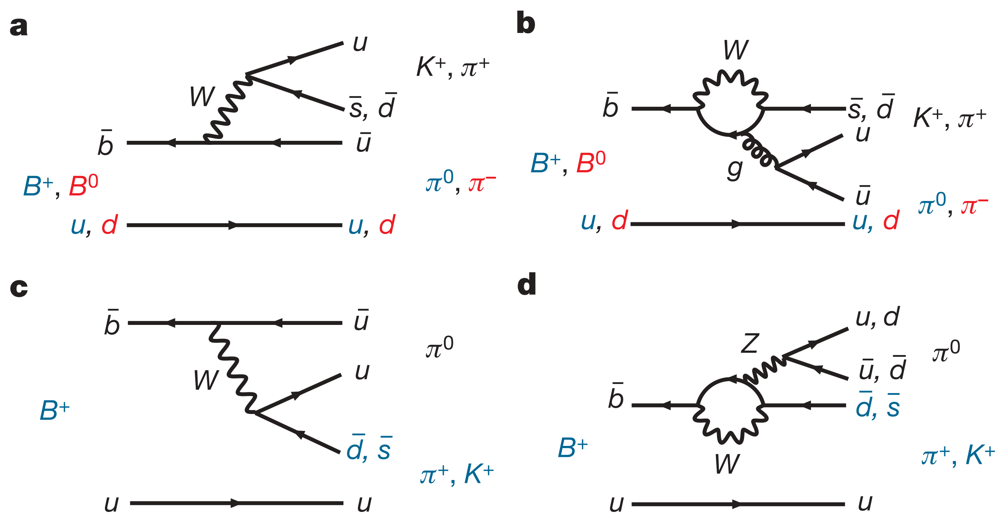 a
u
K⁺, π⁺
W
s̄, d̄
b̄
ū
B⁺, B⁰
π⁰, π⁻
u, d
u, d
b
W
b̄
s̄, d̄
K⁺, π⁺
u
B⁺, B⁰
g
ū
π⁰, π⁻
u, d
u, d
c
b̄
ū
π⁰
u
W
B⁺
d̄, s̄
π⁺, K⁺
u
u
d
u, d
Z
π⁰
ū, d̄
b̄
d̄, s̄
B⁺
π⁺, K⁺
W
u
u